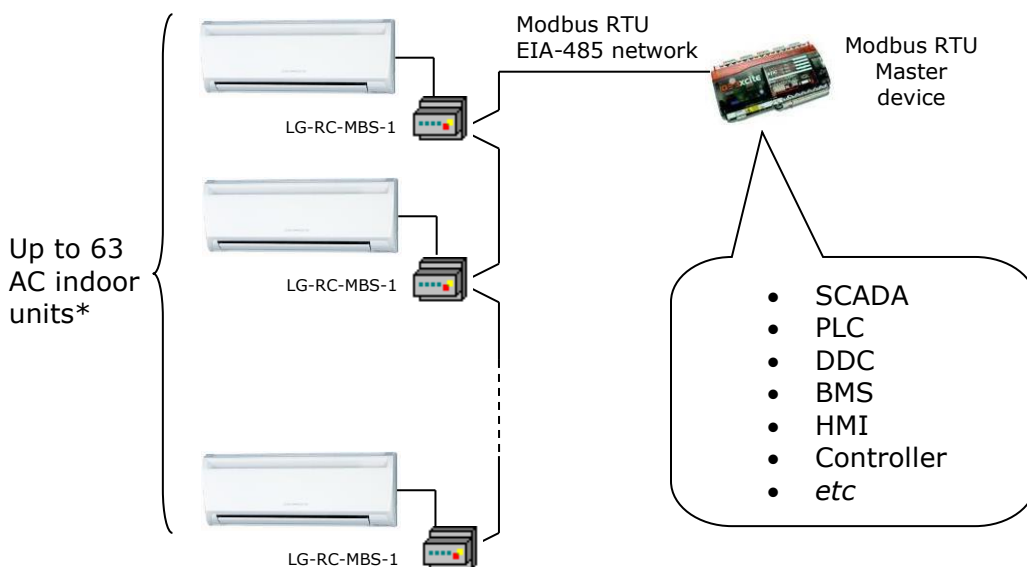 Modbus RTU
EIA-485 network
Modbus RTU
Master
device
LG-RC-MBS-1
LG-RC-MBS-1
Up to 63
AC indoor
units*
• SCADA
• PLC
• DDC
• BMS
• HMI
• Controller
• etc
LG-RC-MBS-1